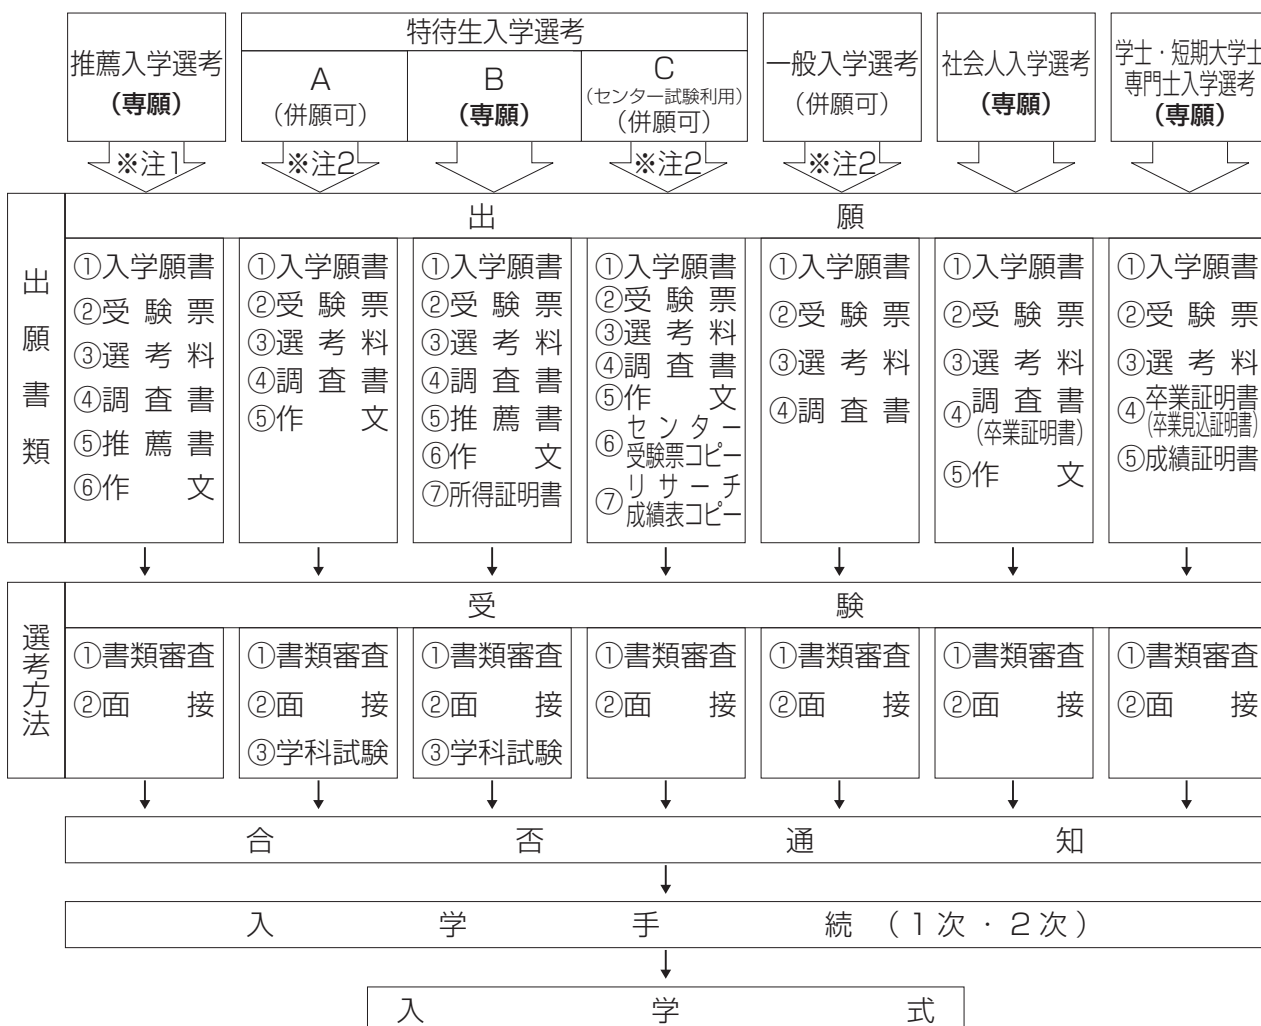 推薦入学選考
（専願）
特待生入学選考
A
（併願可）
B
（専願）
C
（センター試験利用）
（併願可）
一般入学選考
（併願可）
社会人入学選考
（専願）
学士・短期大学士
専門士入学選考
（専願）
※注1
※注2
※注2
※注2
出願書類
出願
①入学願書
②受験票
③選考料
④調査書
⑤推薦書
⑥作文
①入学願書
②受験票
③選考料
④調査書
⑤作文
①入学願書
②受験票
③選考料
④調査書
⑤推薦書
⑥作文
⑦所得証明書
①入学願書
②受験票
③選考料
④調査書
⑤作文
⑥センター
受験票コピー
⑦リサーチ
成績表コピー
①入学願書
②受験票
③選考料
④調査書
①入学願書
②受験票
③選考料
④調査書
（卒業証明書）
⑤作文
①入学願書
②受験票
③選考料
④卒業証明書
（卒業見込証明書）
⑤成績証明書
選考方法
受験
①書類審査
②面接
①書類審査
②面接
③学科試験
①書類審査
②面接
③学科試験
①書類審査
②面接
①書類審査
②面接
①書類審査
②面接
①書類審査
②面接
合否通知
入学手続（1次・2次）
入学式